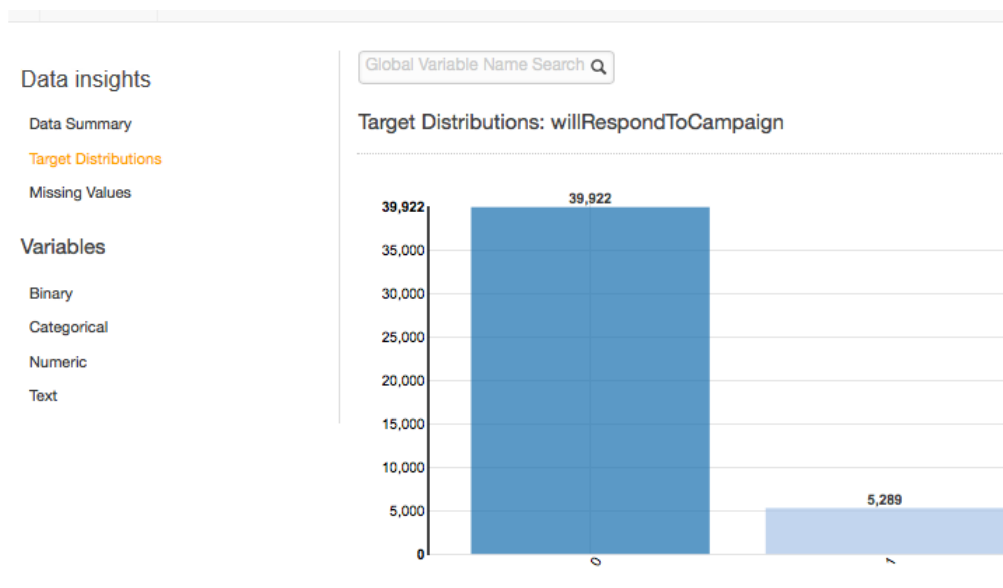 Data insights
Data Summary
Target Distributions
Missing Values
Variables
Binary
Categorical
Numeric
Text
Global Variable Name Search
Target Distributions: willRespondToCampaign
39,922
39,922
35,000
30,000
25,000
20,000
15,000
10,000
5,000
0
5,289
0
1